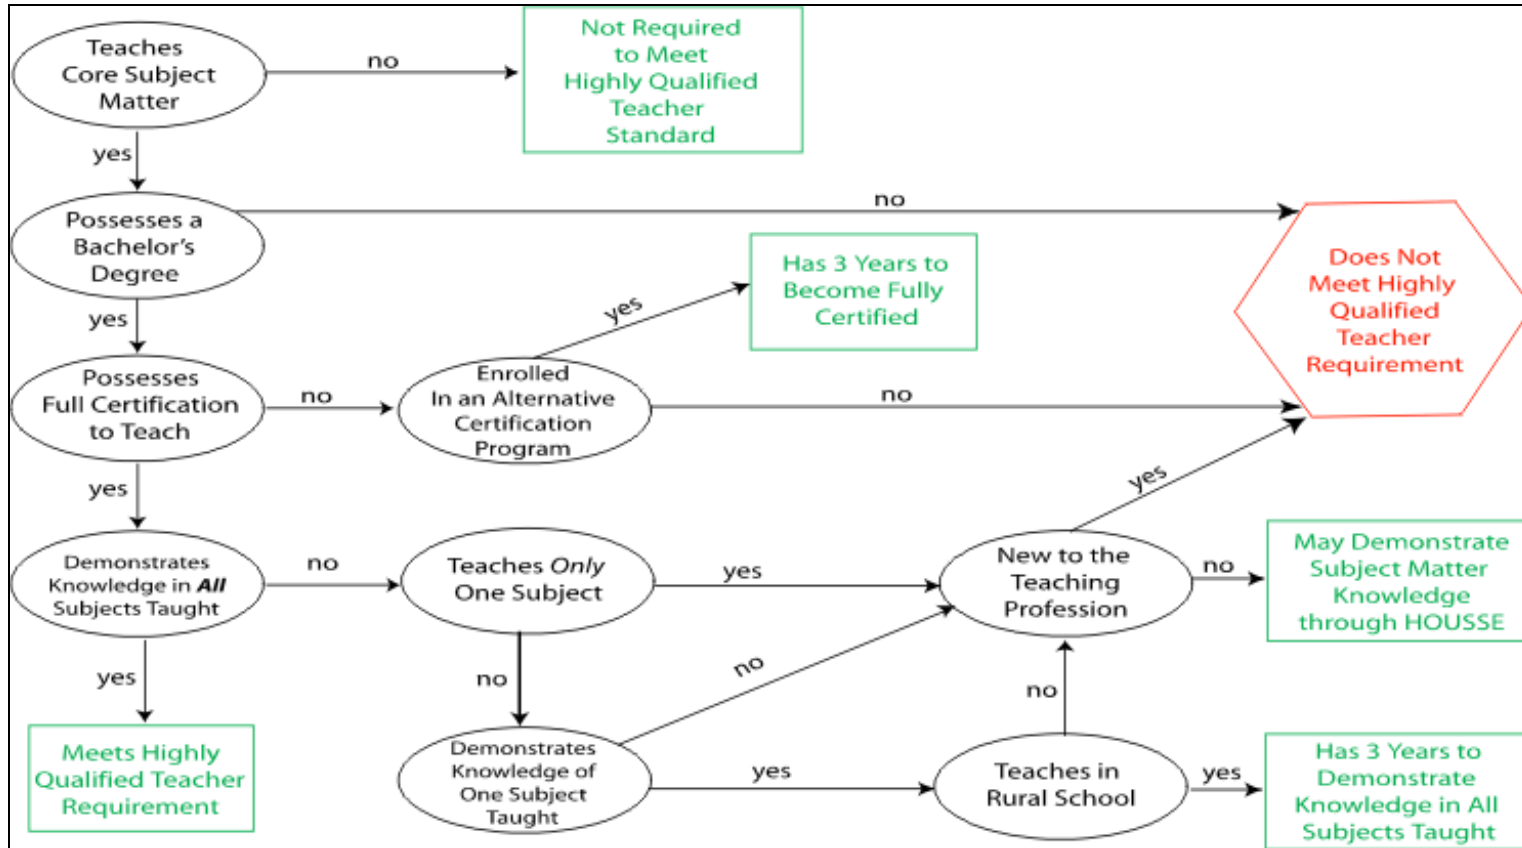 Teaches
Core Subject
Matter
no
Not Required
to Meet
Highly Qualified
Teacher
Standard
yes
Possesses a
Bachelor's
Degree
no
Does Not
Meet Highly
Qualified
Teacher
Requirement
yes
Has 3 Years to
Become Fully
Certified
yes
Possesses
Full Certification
to Teach
no
Enrolled
In an Alternative
Certification
Program
no
yes
yes
Demonstrates
Knowledge in All
Subjects Taught
no
Teaches Only
One Subject
yes
New to the
Teaching
Profession
no
May Demonstrate
Subject Matter
Knowledge
through HOUSSE
yes
no
no
no
Meets Highly
Qualified Teacher
Requirement
Demonstrates
Knowledge of
One Subject
Taught
yes
Teaches in
Rural School
yes
Has 3 Years to
Demonstrate
Knowledge in All
Subjects Taught